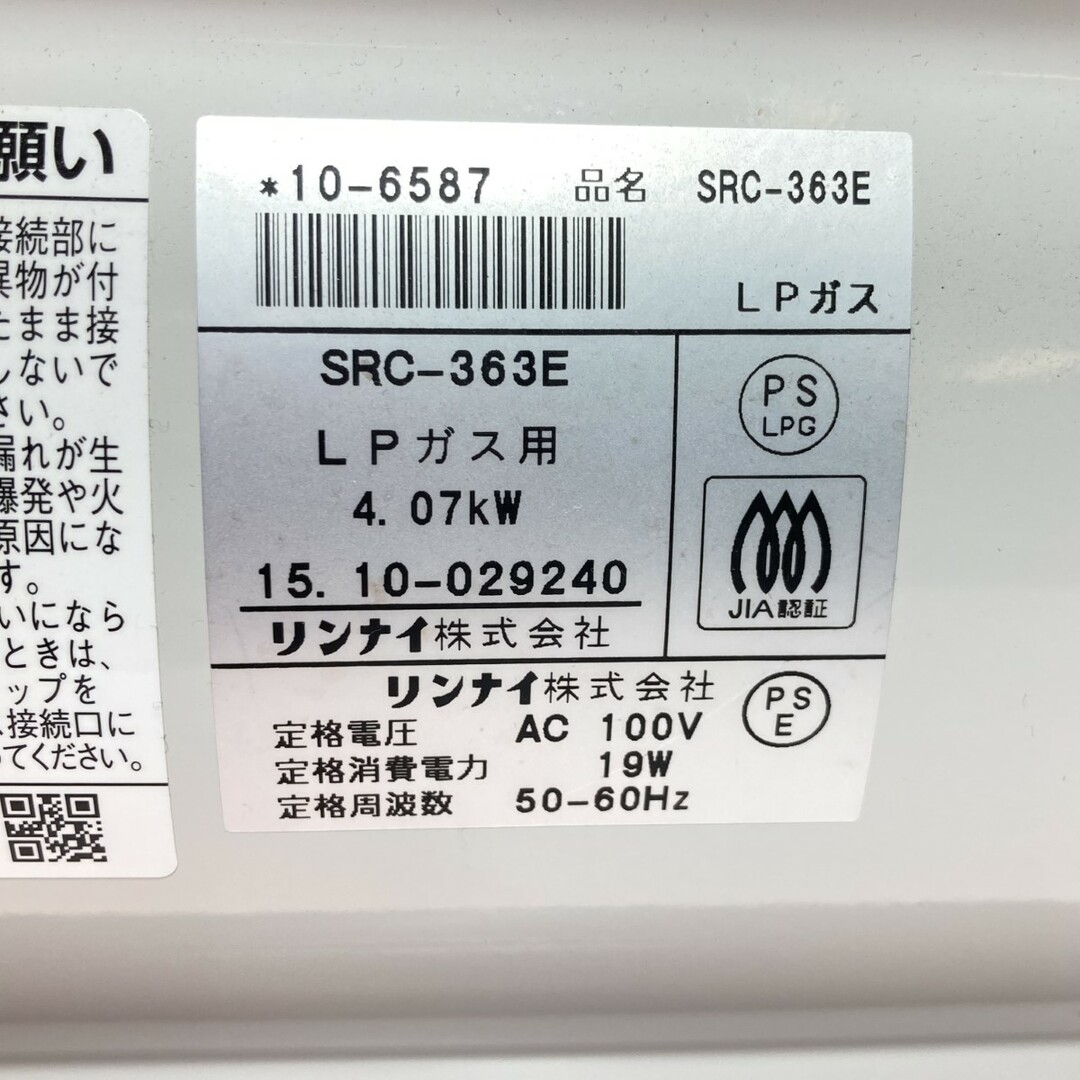 願い
接続部に
異物が付
たまま接
しないで
さい。
漏れが生
爆発や火
原因にな
す。
いになら
ときは、
ップを
接続口に
てください。
*10-6587 品名 SRC-363E
LPガス
SRC-363E
LPガス用
4.07kW
15.10-029240
リンナイ株式会社
PS
LPG
JIA認証
リンナイ株式会社
PS
E
定格電圧 AC 100V
定格消費電力 19W
定格周波数 50-60Hz